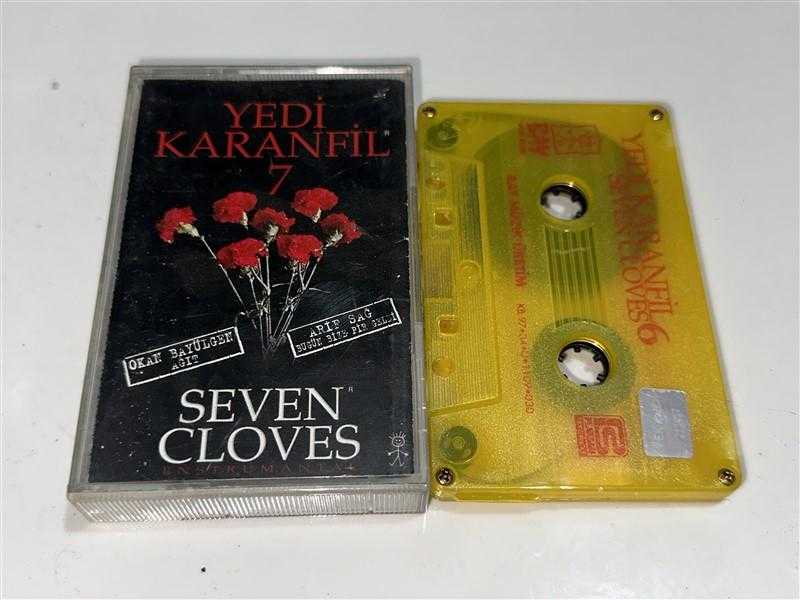 YEDİ
KARANFİL
R
7
OKAN BAYÜLGEN
AĞIT
ARİF SAĞ
BUGÜN BİZE PİR GELDİ
SEVEN
R
CLOVES
ENSTRUMANTAL
YEDİ KARANFİL 6
SEVEN CLOVES